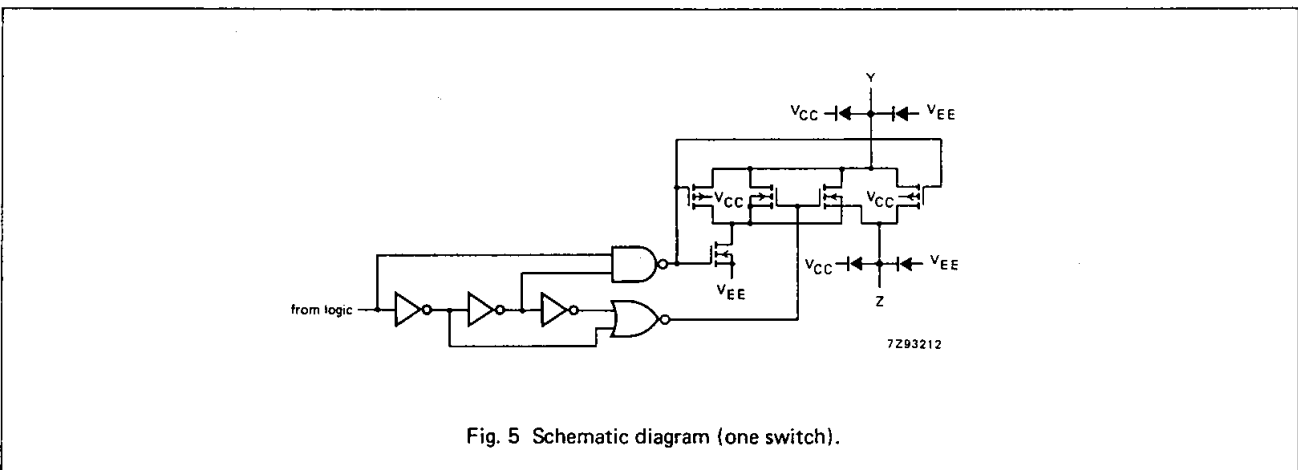 Y
VCC VEE
VCC VCC
VEE
VCC VEE
Z
from logic
7Z93212
Fig. 5 Schematic diagram (one switch).